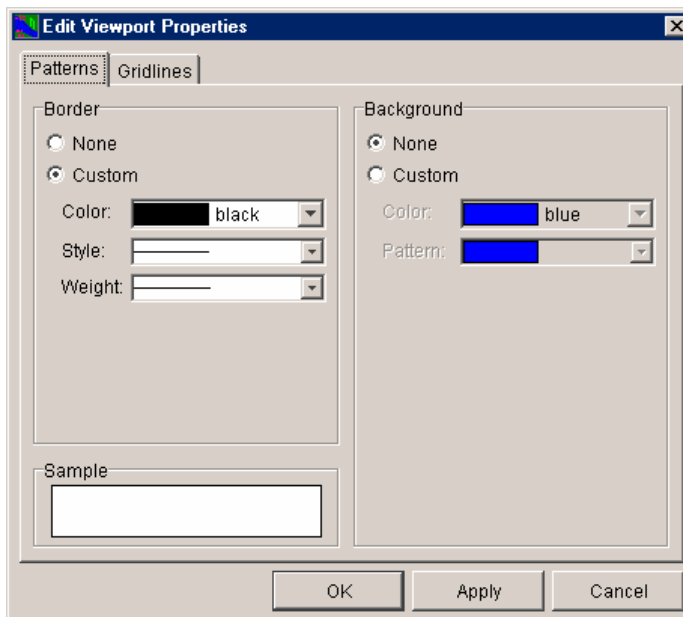 Edit Viewport Properties
Patterns Gridlines
Border
None
Custom
Color: black
Style:
Weight:
Sample
Background
None
Custom
Color: blue
Pattern:
OK Apply Cancel